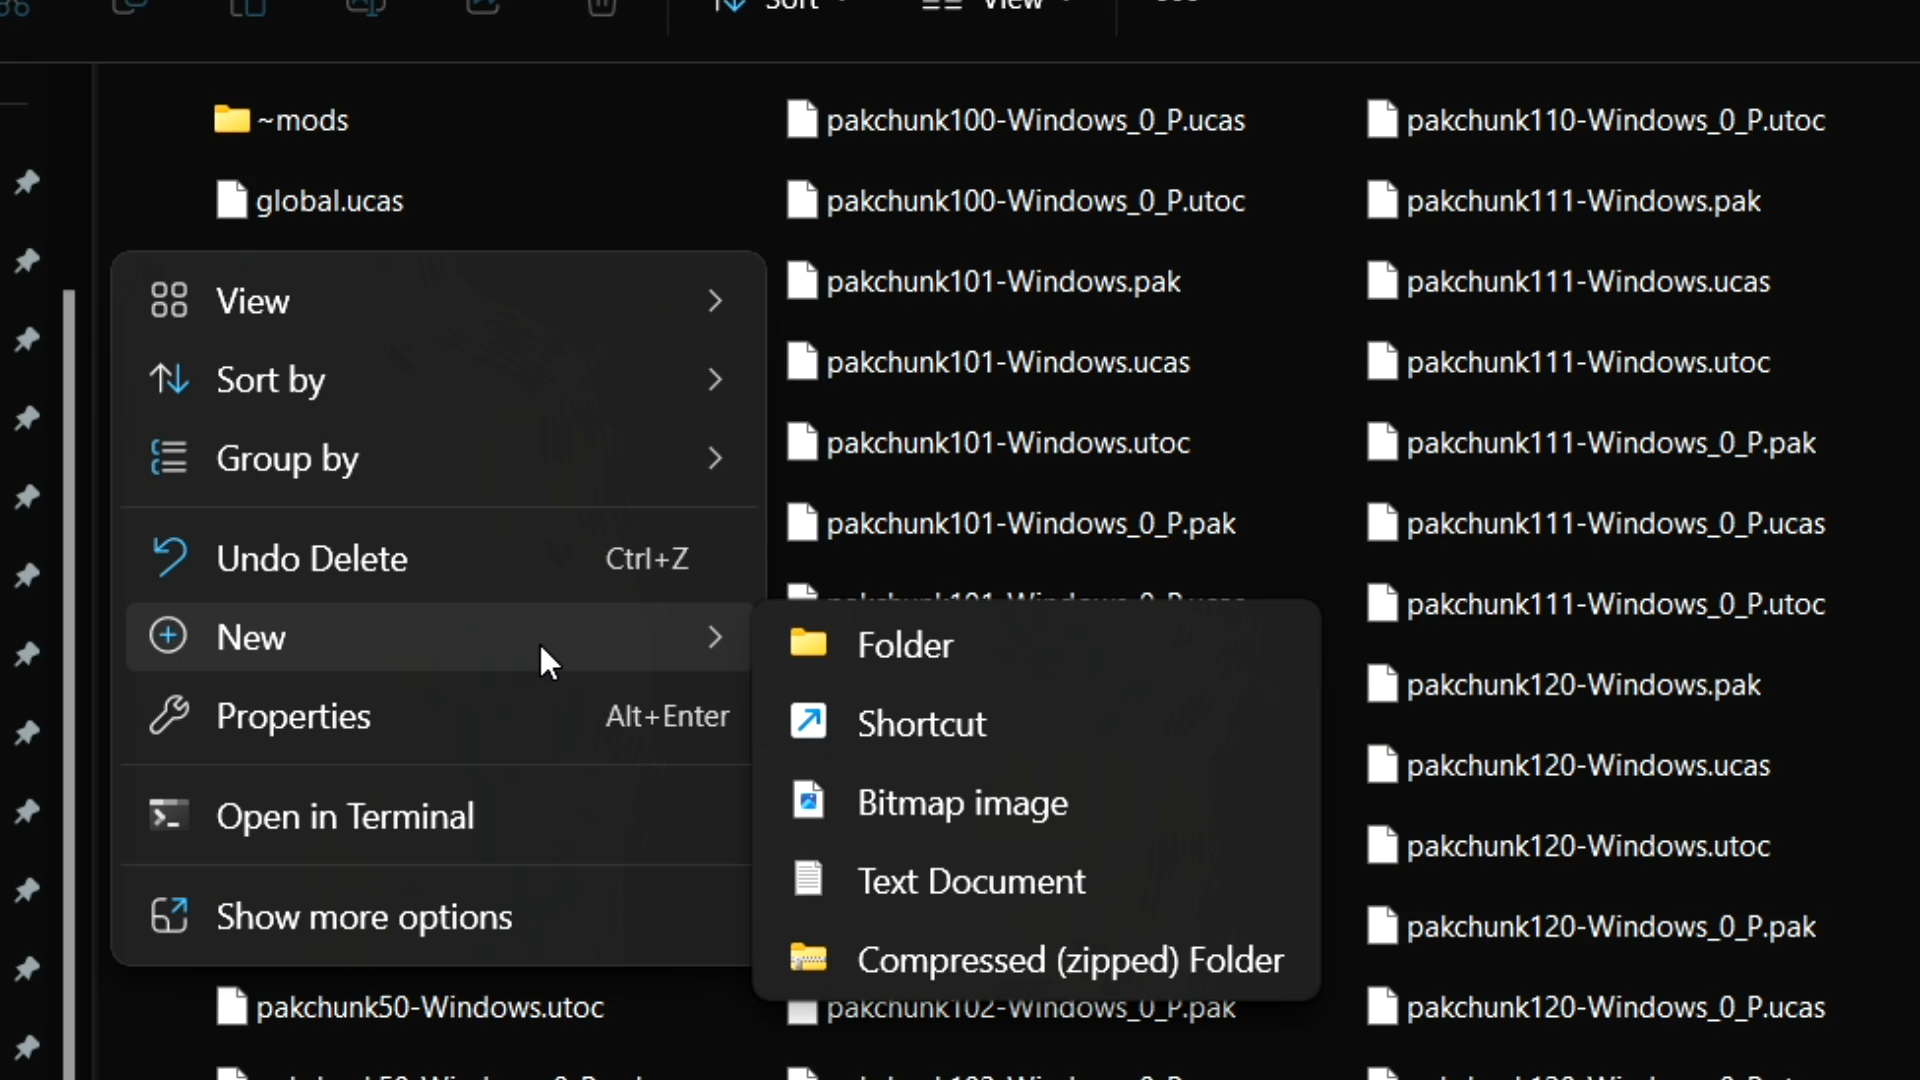 Sort
View
~mods
global.ucas
View
Sort by
Group by
Undo Delete
Ctrl+Z
New
Properties
Alt+Enter
Open in Terminal
Show more options
pakchunk50-Windows.utoc
pakchunk100-Windows_0_P.ucas
pakchunk100-Windows_0_P.utoc
pakchunk101-Windows.pak
pakchunk101-Windows.ucas
pakchunk101-Windows.utoc
pakchunk101-Windows_0_P.pak
Folder
Shortcut
Bitmap image
Text Document
Compressed (zipped) Folder
pakchunk102-Windows_0_P.pak
pakchunk110-Windows_0_P.utoc
pakchunk111-Windows.pak
pakchunk111-Windows.ucas
pakchunk111-Windows.utoc
pakchunk111-Windows_0_P.pak
pakchunk111-Windows_0_P.ucas
pakchunk111-Windows_0_P.utoc
pakchunk120-Windows.pak
pakchunk120-Windows.ucas
pakchunk120-Windows.utoc
pakchunk120-Windows_0_P.pak
pakchunk120-Windows_0_P.ucas